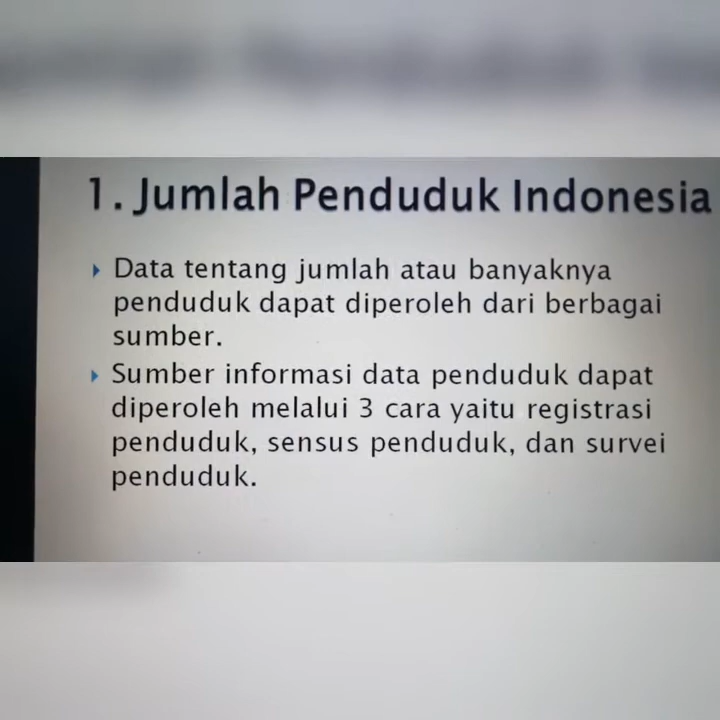 1. Jumlah Penduduk Indonesia
Data tentang jumlah atau banyaknya
penduduk dapat diperoleh dari berbagai
sumber.
Sumber informasi data penduduk dapat
diperoleh melalui 3 cara yaitu registrasi
penduduk, sensus penduduk, dan survei
penduduk.